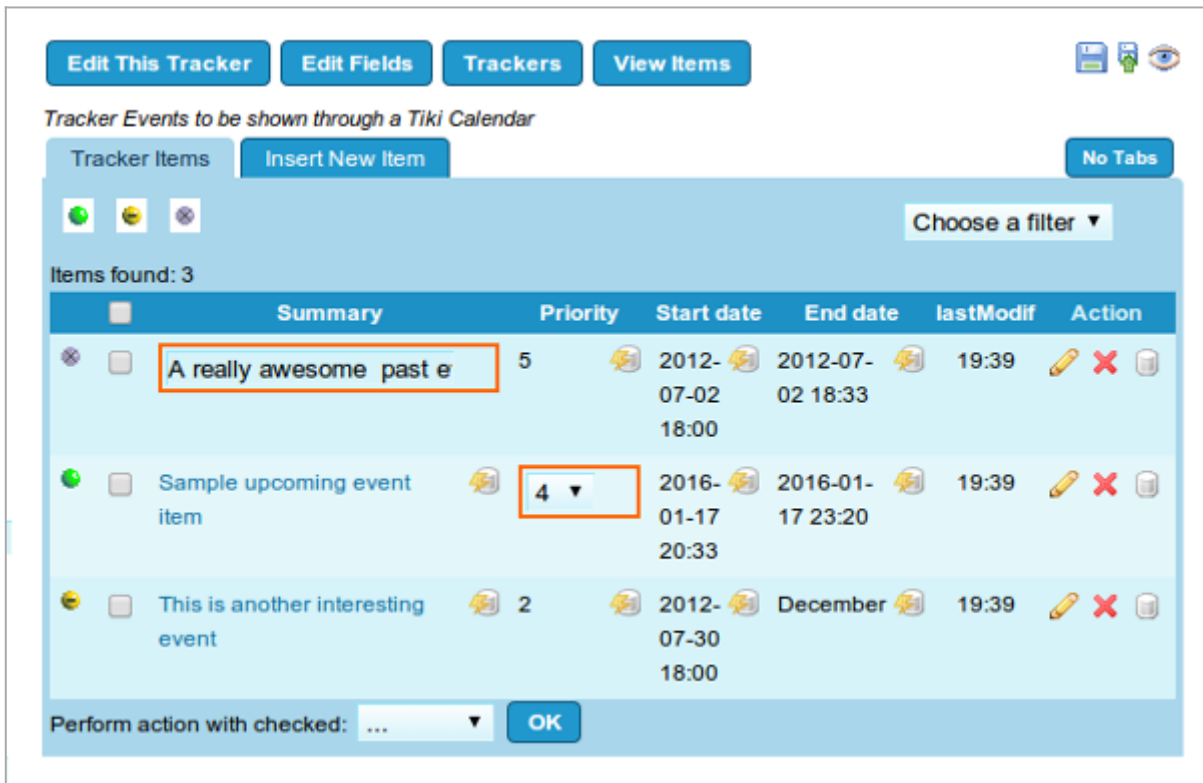 Edit This Tracker Edit Fields Trackers View Items
Tracker Events to be shown through a Tiki Calendar
Tracker Items Insert New Item No Tabs
Choose a filter
Items found: 3
Summary Priority Start date End date lastModif Action
A really awesome past 5 2012- 2012-07- 19:39
07-02 02 18:33
18:00
Sample upcoming event 4 2016- 2016-01- 19:39
item 01-17 17 23:20
20:33
This is another interesting 2 2012- December 19:39
event 07-30
18:00
Perform action with checked: ... OK